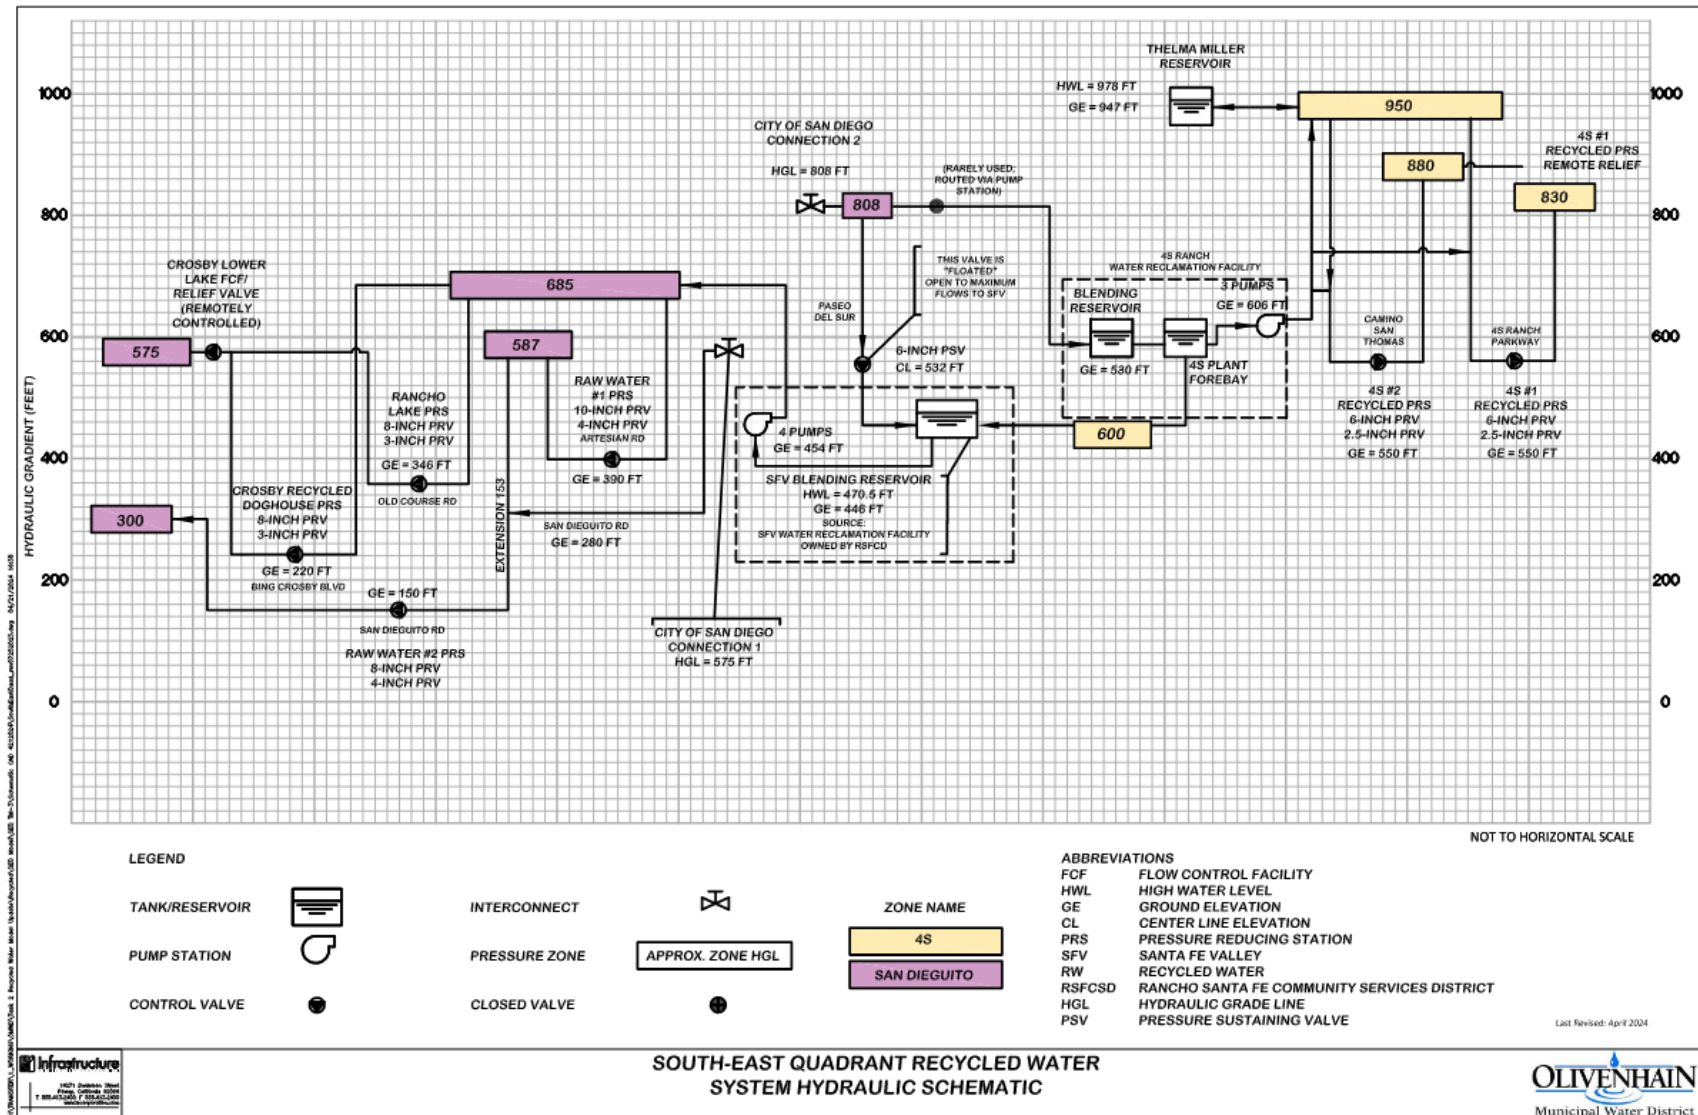 THELMA MILLER
RESERVOIR
HWL = 978 FT
GE = 947 FT
1000
1000
950
CITY OF SAN DIEGO
CONNECTION 2
HGL = 808 FT
4S #1
RECYCLED PRS
REMOTE RELIEF
880
(RARELY USED;
ROUTED VIA PUMP
STATION)
830
800
808
800
CROSBY LOWER
LAKE FCF/
RELIEF VALVE
(REMOTELY
CONTROLLED)
685
THIS VALVE IS
"FLOATED"
OPEN TO MAXIMUM
FLOWS TO SFV
4S RANCH
WATER RECLAMATION FACILITY
BLENDING
RESERVOIR
3 PUMPS
GE = 606 FT
PASEO
DEL SUR
CAMINO
SAN
THOMAS
4S RANCH
PARKWAY
600
600
575
587
6-INCH PSV
CL = 532 FT
GE = 530 FT
4S PLANT
FOREBAY
HYDRAULIC GRADIENT (FEET)
RANCHO
LAKE PRS
8-INCH PRV
3-INCH PRV
GE = 346 FT
OLD COURSE RD
RAW WATER
#1 PRS
10-INCH PRV
4-INCH PRV
ARTESIAN RD
GE = 390 FT
4S #2
RECYCLED PRS
6-INCH PRV
2.5-INCH PRV
GE = 550 FT
4S #1
RECYCLED PRS
6-INCH PRV
2.5-INCH PRV
GE = 550 FT
4 PUMPS
GE = 454 FT
600
400
400
SFV BLENDING RESERVOIR
HWL = 470.5 FT
GE = 446 FT
SOURCE:
SFV WATER RECLAMATION FACILITY
OWNED BY RSFCD
CROSBY RECYCLED
DOGHOUSE PRS
8-INCH PRV
3-INCH PRV
GE = 220 FT
BING CROSBY BLVD
300
EXTENSION 153
SAN DIEGUITO RD
GE = 280 FT
200
200
GE = 150 FT
SAN DIEGUITO RD
RAW WATER #2 PRS
8-INCH PRV
4-INCH PRV
CITY OF SAN DIEGO
CONNECTION 1
HGL = 575 FT
0
0
NOT TO HORIZONTAL SCALE
LEGEND
TANK/RESERVOIR
INTERCONNECT
ZONE NAME
PUMP STATION
PRESSURE ZONE
APPROX. ZONE HGL
4S
SAN DIEGUITO
CONTROL VALVE
CLOSED VALVE
ABBREVIATIONS
FCF FLOW CONTROL FACILITY
HWL HIGH WATER LEVEL
GE GROUND ELEVATION
CL CENTER LINE ELEVATION
PRS PRESSURE REDUCING STATION
SFV SANTA FE VALLEY
RW RECYCLED WATER
RSFCSD RANCHO SANTA FE COMMUNITY SERVICES DISTRICT
HGL HYDRAULIC GRADE LINE
PSV PRESSURE SUSTAINING VALVE
Last Revised: April 2024
Infrastructure
SOUTH-EAST QUADRANT RECYCLED WATER
SYSTEM HYDRAULIC SCHEMATIC
OLIVENHAIN
Municipal Water District